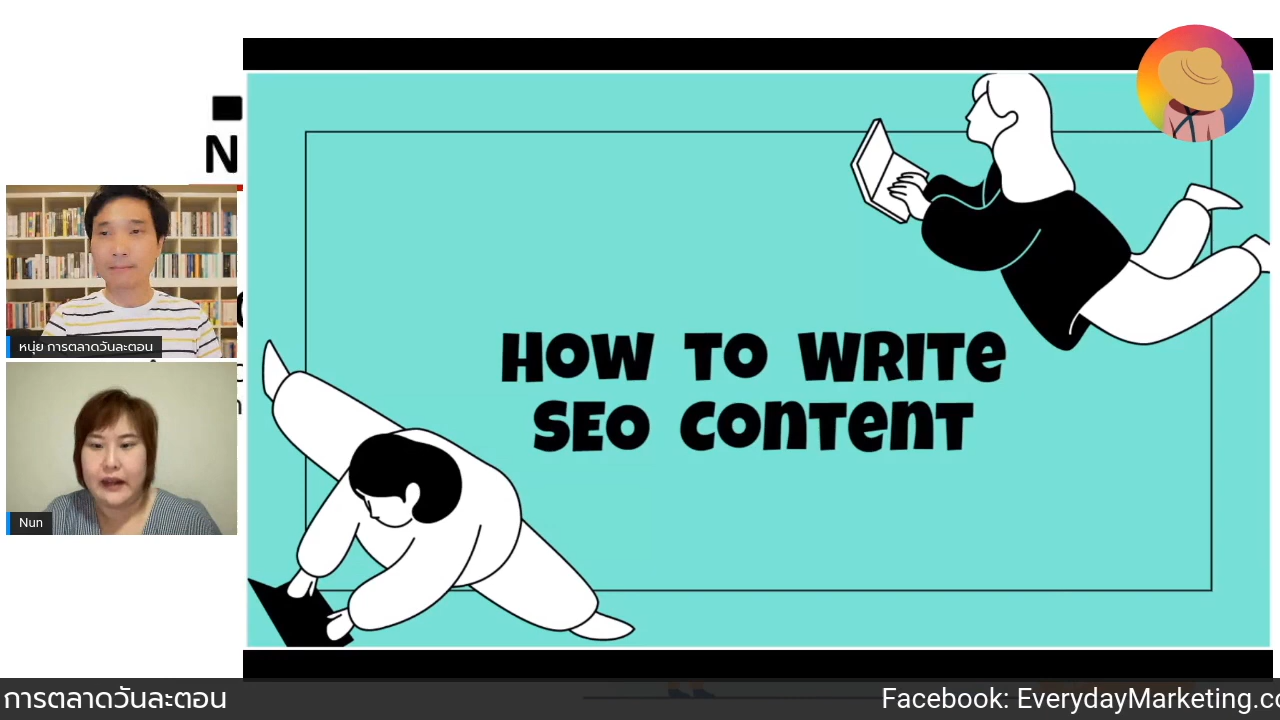 N
HOW TO WRITE
SEO CONTENT
หนุ่ย การตลาดวันละตอน
Nun
การตลาดวันละตอน
Facebook: EverydayMarketing.co